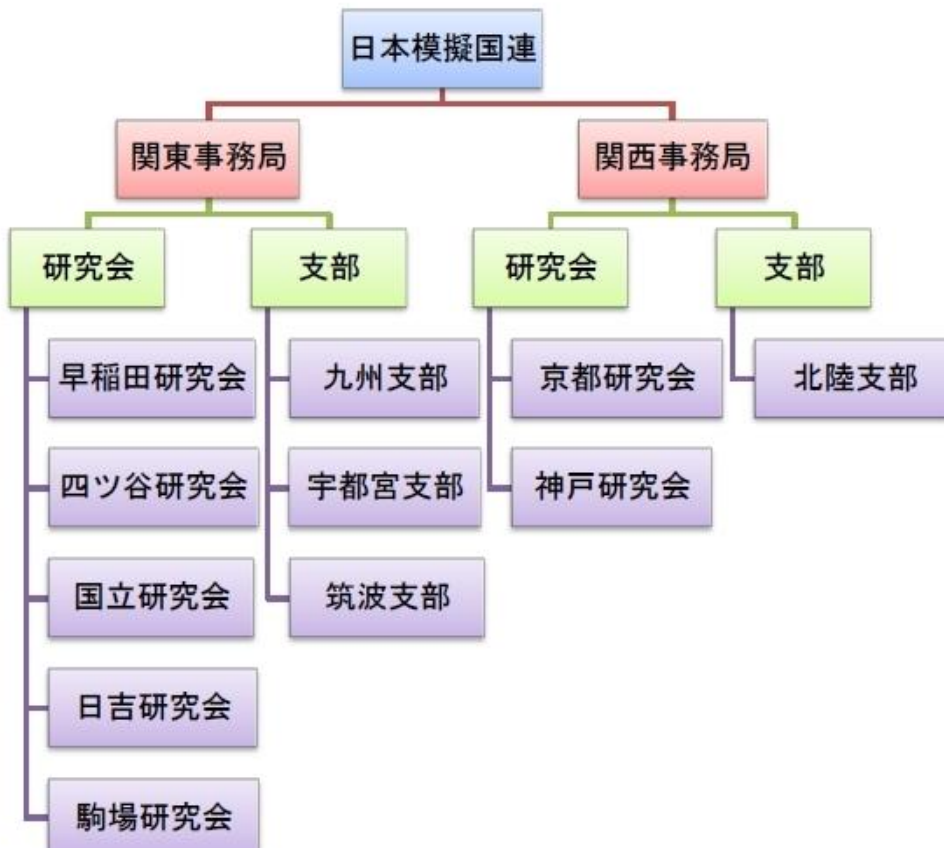 日本模擬国連
関東事務局
関西事務局
研究会
支部
研究会
支部
早稲田研究会
九州支部
京都研究会
北陸支部
四ツ谷研究会
宇都宮支部
神戸研究会
国立研究会
筑波支部
日吉研究会
駒場研究会